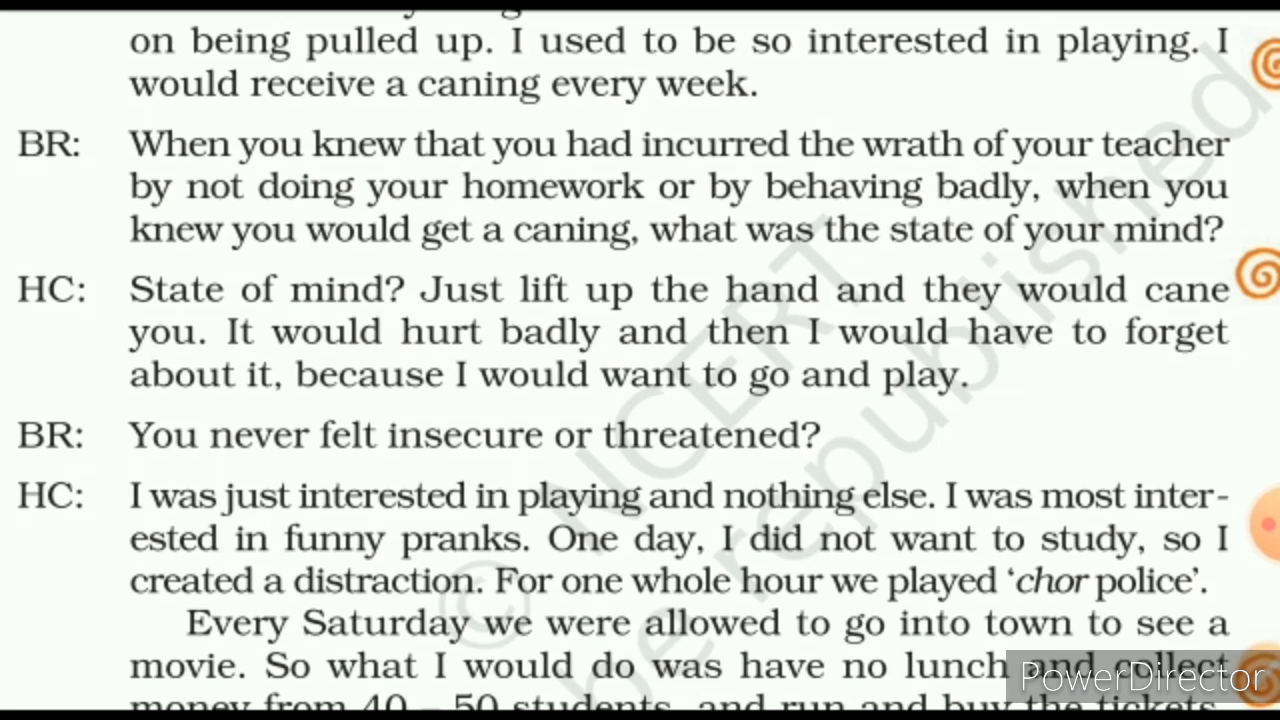 on being pulled up. I used to be so interested in playing. I
would receive a caning every week.
BR: When you knew that you had incurred the wrath of your teacher
by not doing your homework or by behaving badly, when you
knew you would get a caning, what was the state of your mind?
HC: State of mind? Just lift up the hand and they would cane
you. It would hurt badly and then I would have to forget
about it, because I would want to go and play.
BR: You never felt insecure or threatened?
HC: I was just interested in playing and nothing else. I was most inter-
ested in funny pranks. One day, I did not want to study, so I
created a distraction. For one whole hour we played ‘chor police’.
Every Saturday we were allowed to go into town to see a
movie. So what I would do was have no lunch and collect
money from 40 – 50 students, and run and buy the tickets.
© NCERT
be republished
PowerDirector